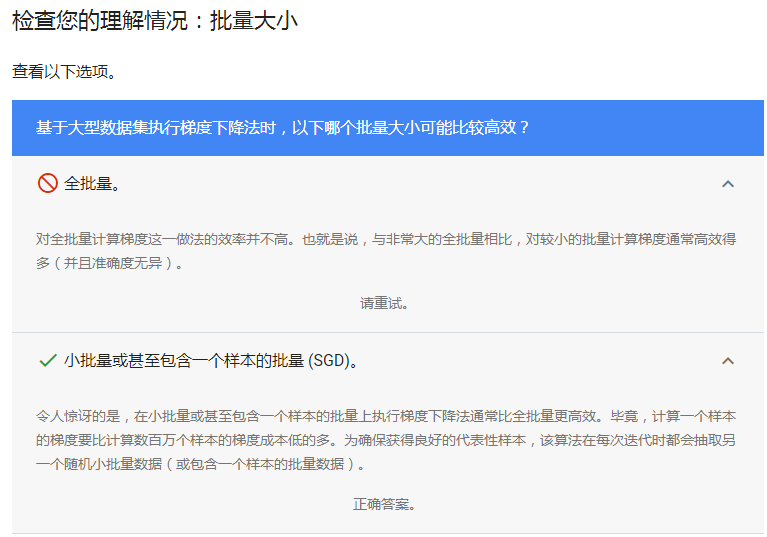 检查您的理解情况：批量大小
查看以下选项。
基于大型数据集执行梯度下降法时，以下哪个批量大小可能比较高效？
全批量。
对全批量计算梯度这一做法的效率并不高。也就是说，与非常大的全批量相比，对较小的批量计算梯度通常高效得
多（并且准确度无异）。
请重试。
小批量或甚至包含一个样本的批量 (SGD)。
令人惊讶的是，在小批量或甚至包含一个样本的批量上执行梯度下降法通常比全批量更高效。毕竟，计算一个样本
的梯度要比计算数百万个样本的梯度成本低的多。为确保获得良好的代表性样本，该算法在每次迭代时都会抽取另
一个随机小批量数据（或包含一个样本的批量数据）。
正确答案。